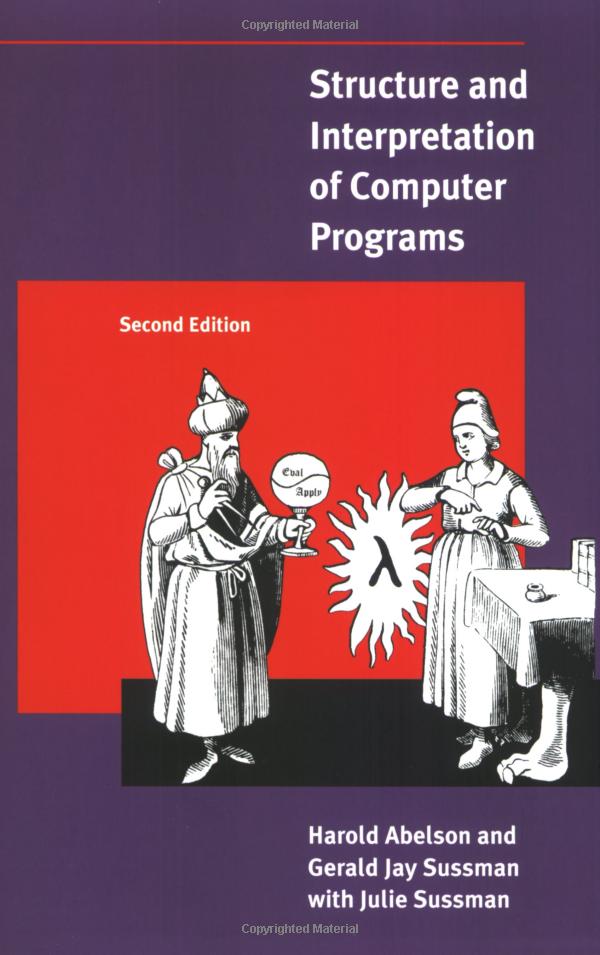 Copyrighted Material
Structure and
Interpretation
of Computer
Programs
Second Edition
Eval
Apply
λ
Harold Abelson and
Gerald Jay Sussman
with Julie Sussman
Copyrighted Material